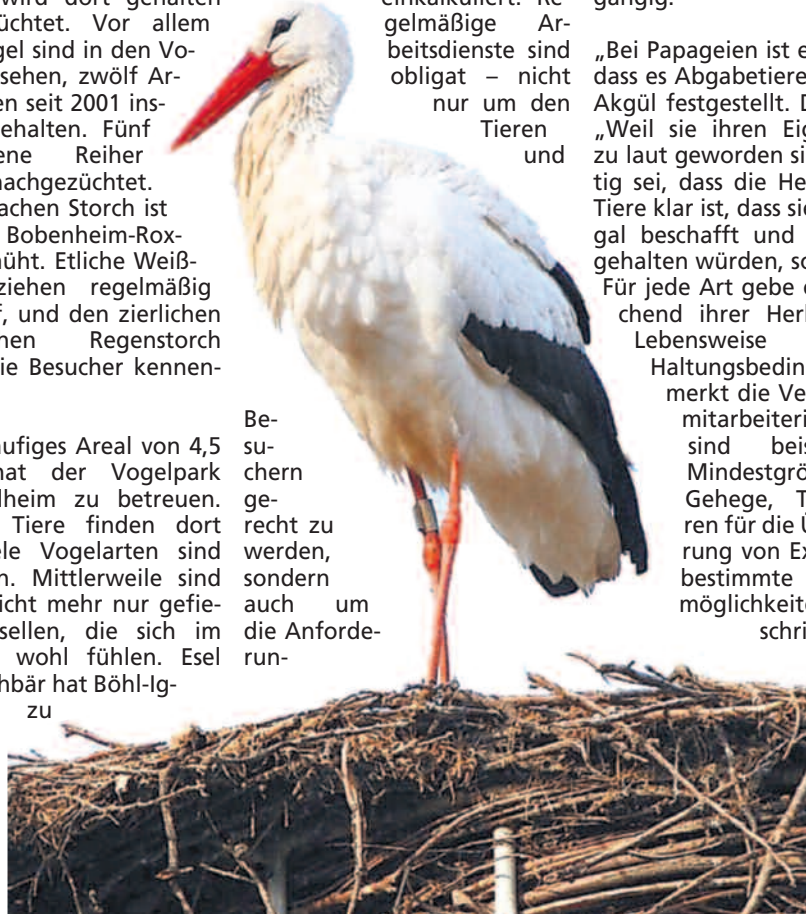 wird dort gehalten
üchtet. Vor allem
gel sind in den Vo-
sehen, zwölf Ar-
en seit 2001 ins-
ehalten. Fünf
ene Reiher
nachgezüchtet.
achen Storch ist
Bobenheim-Rox-
üht. Etliche Weiß-
ziehen regelmäßig
f, und den zierlichen
nen Regenstorch
ie Besucher kennen-
ufiges Areal von 4,5
hat der Vogelpark
lheim zu betreuen.
Tiere finden dort
ele Vogelarten sind
n. Mittlerweile sind
icht mehr nur gefie-
sellen, die sich im
wohl fühlen. Esel
hbär hat Böhl-Ig-
zu
einkalkuliert. Re-
gelmäßige Ar-
beitsdienste sind
obligat – nicht
nur um den
Tieren
und
Be-
su-
chern
ge-
recht zu
werden,
sondern
auch um
die Anforde-
run-
gängig.
„Bei Papageien ist e
dass es Abgabetiere
Akgül festgestellt. D
„Weil sie ihren Eig
zu laut geworden si
tig sei, dass die He
Tiere klar ist, dass sie
gal beschafft und
gehalten würden, so
Für jede Art gebe e
chend ihrer Herk
Lebensweise
Haltungsbedin
merkt die Ve
mitarbeiteri
sind beis
Mindestgrö
Gehege, T
ren für die Ü
rung von Ex
bestimmte
möglichkeite
schri